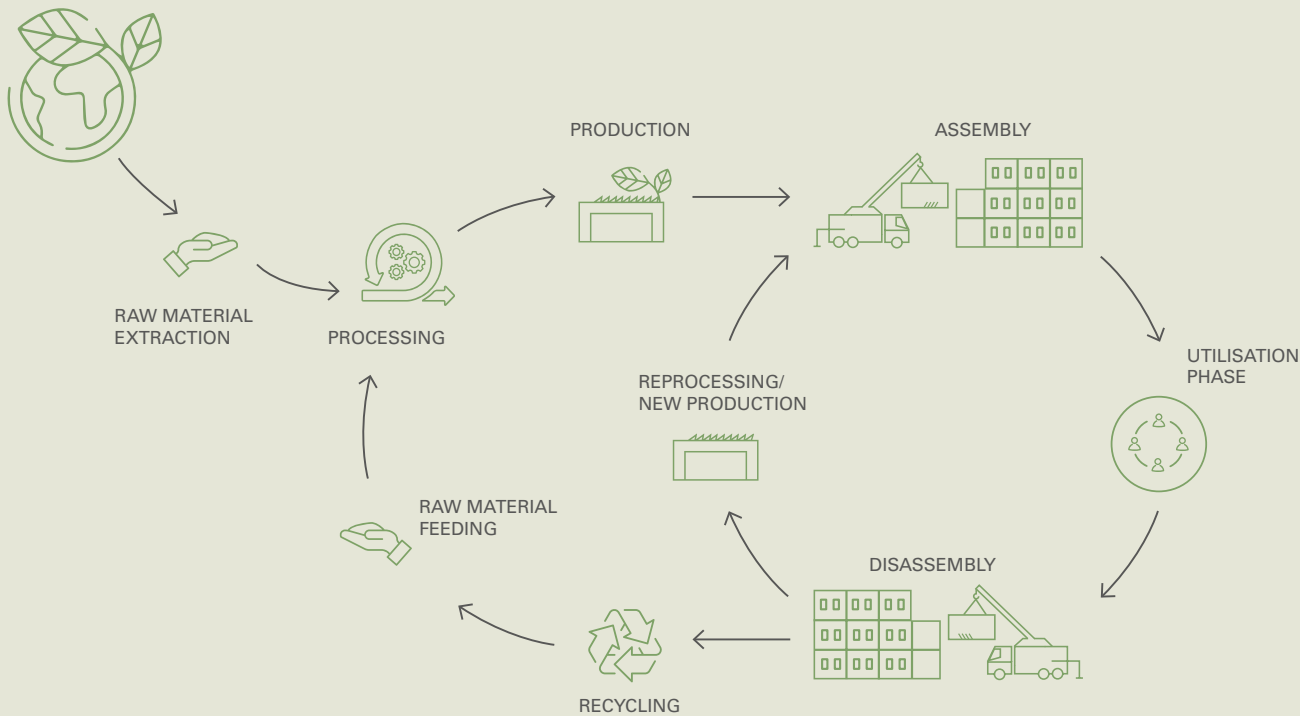 PRODUCTION
ASSEMBLY
RAW MATERIAL
EXTRACTION
PROCESSING
UTILISATION
PHASE
REPROCESSING/
NEW PRODUCTION
RAW MATERIAL
FEEDING
DISASSEMBLY
RECYCLING